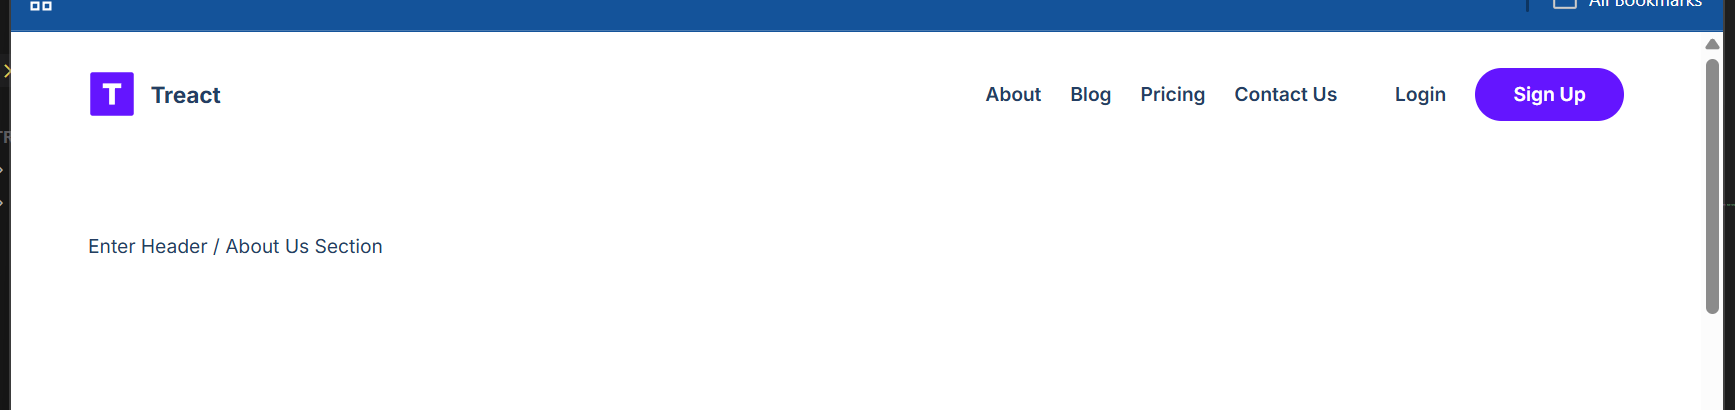 All Bookmarks
T Treact
About Blog Pricing Contact Us Login Sign Up
Enter Header / About Us Section